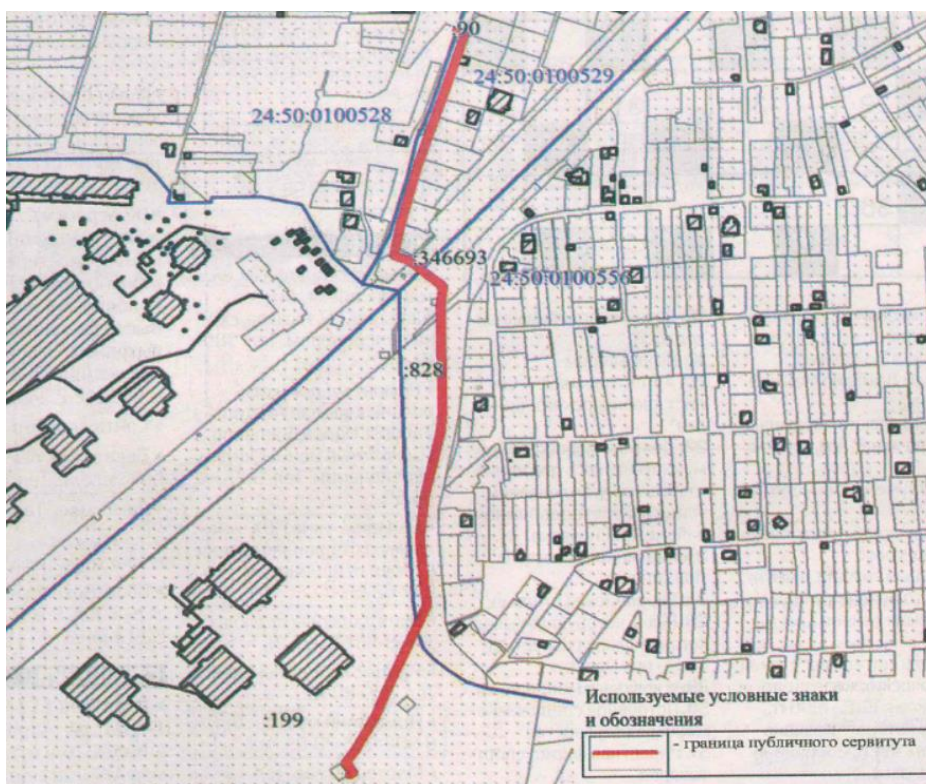 :90
24:50:0100529
24:50:0100528
:346693
24:50:0100556
:828
:199
Используемые условные знаки
и обозначения
- граница публичного сервитута